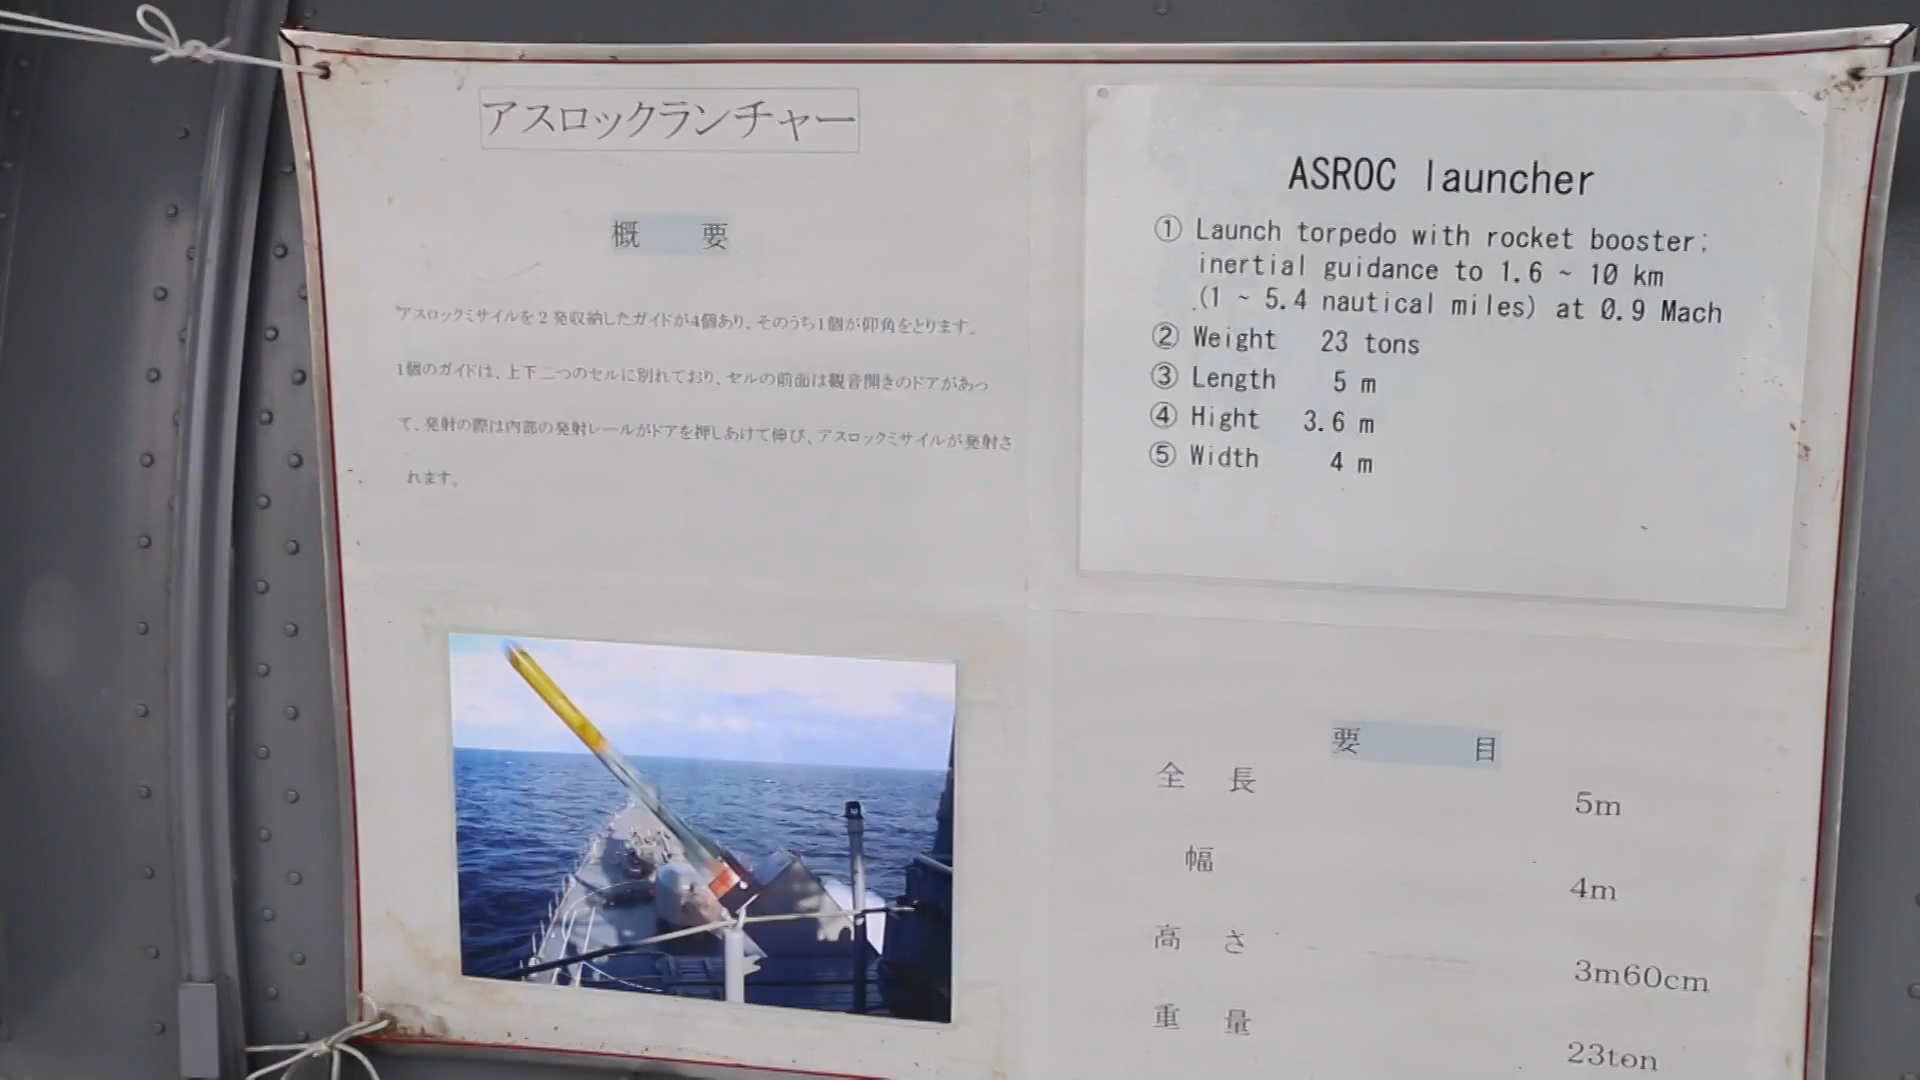 アスロックランチャー
概 要
アスロックミサイルを2発収納したガイドが4個あり、そのうち1個が仰角をとります。
1個のガイドは、上下二つのセルに別れており、セルの前面は観音開きのドアがあっ
て、発射の際は内部の発射レールがドアを押しあけて伸び、アスロックミサイルが発射さ
れます。
ASROC launcher
① Launch torpedo with rocket booster;
inertial guidance to 1.6 ~ 10 km
(1 ~ 5.4 nautical miles) at 0.9 Mach
② Weight 23 tons
③ Length 5 m
④ Hight 3.6 m
⑤ Width 4 m
要 目
全 長 5m
幅 4m
高 さ 3m60cm
重 量 23ton